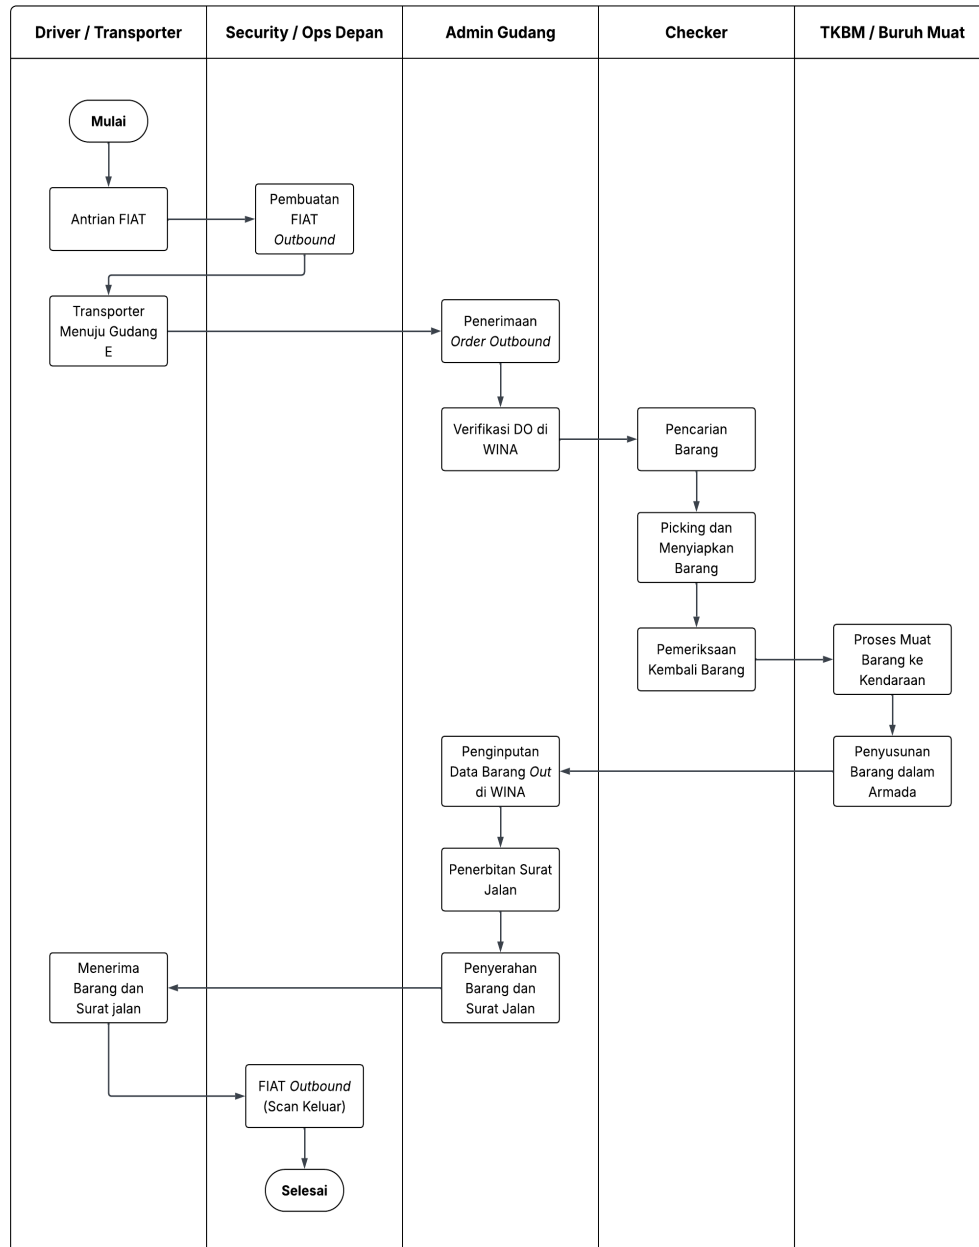 Driver / Transporter
Security / Ops Depan
Admin Gudang
Checker
TKBM / Buruh Muat
Mulai
Antrian FIAT
Pembuatan
FIAT
Outbound
Transporter
Menuju Gudang
E
Penerimaan
Order Outbound
Verifikasi DO di
WINA
Pencarian
Barang
Picking dan
Menyiapkan
Barang
Pemeriksaan
Kembali Barang
Proses Muat
Barang ke
Kendaraan
Penyusunan
Barang dalam
Armada
Penginputan
Data Barang Out
di WINA
Penerbitan Surat
Jalan
Penyerahan
Barang dan
Surat Jalan
Menerima
Barang dan
Surat jalan
FIAT Outbound
(Scan Keluar)
Selesai